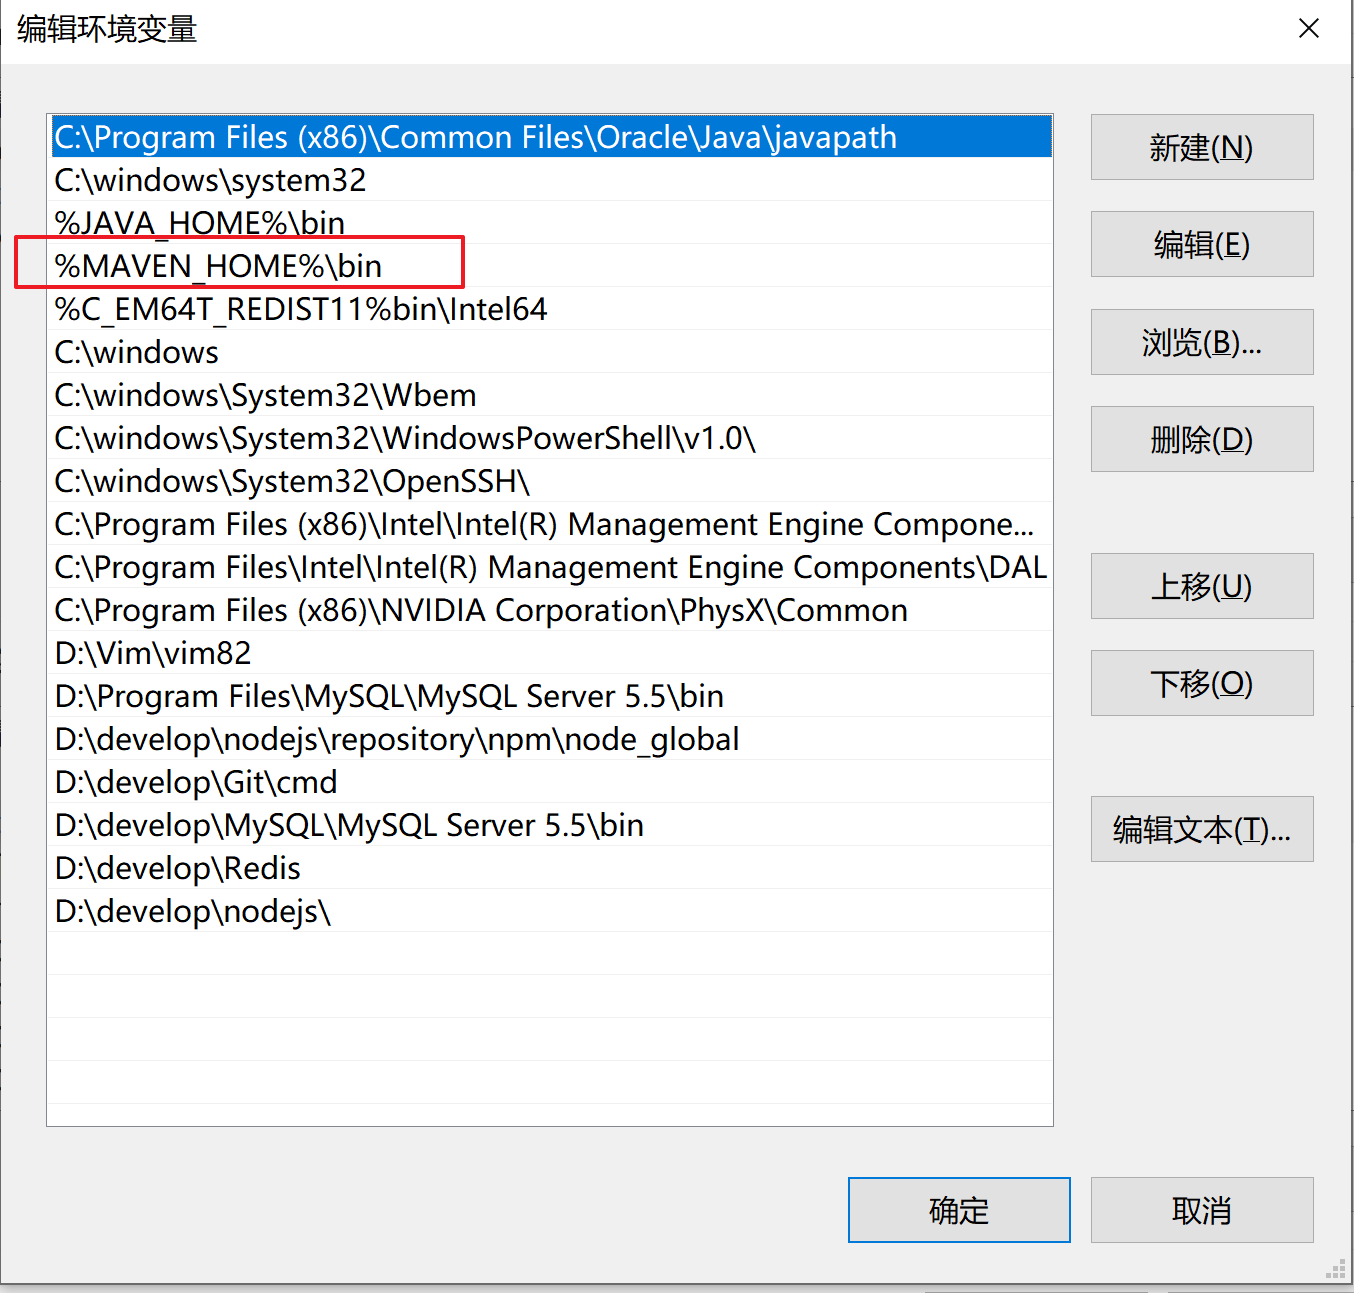 编辑环境变量
C:\Program Files (x86)\Common Files\Oracle\Java\javapath
C:\windows\system32
%JAVA_HOME%\bin
%MAVEN_HOME%\bin
%C_EM64T_REDIST11%bin\Intel64
C:\windows
C:\windows\System32\Wbem
C:\windows\System32\WindowsPowerShell\v1.0\
C:\windows\System32\OpenSSH\
C:\Program Files (x86)\Intel\Intel(R) Management Engine Compone...
C:\Program Files\Intel\Intel(R) Management Engine Components\DAL
C:\Program Files (x86)\NVIDIA Corporation\PhysX\Common
D:\Vim\vim82
D:\Program Files\MySQL\MySQL Server 5.5\bin
D:\develop\nodejs\repository\npm\node_global
D:\develop\Git\cmd
D:\develop\MySQL\MySQL Server 5.5\bin
D:\develop\Redis
D:\develop\nodejs\
新建(N)
编辑(E)
浏览(B)...
删除(D)
上移(U)
下移(O)
编辑文本(T)...
确定
取消